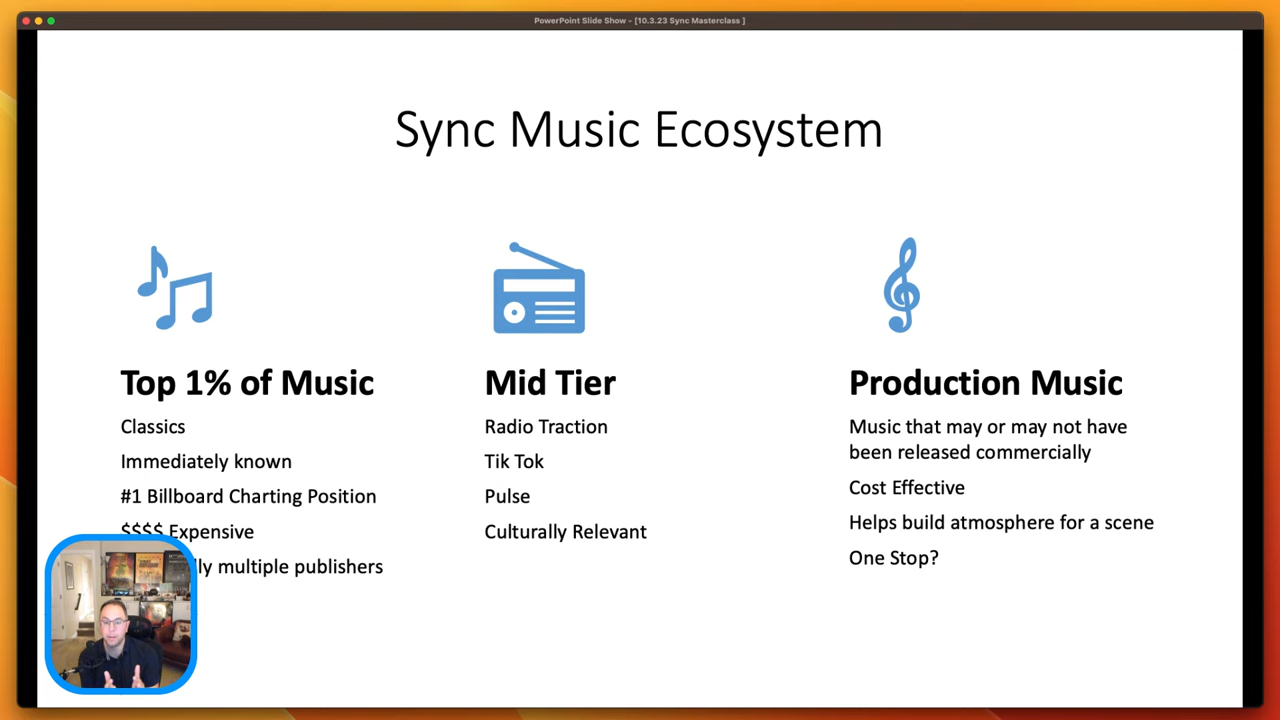 PowerPoint Slide Show - [10.3.23 Sync Masterclass ]
Sync Music Ecosystem
Top 1% of Music
Classics
Immediately known
#1 Billboard Charting Position
$$$$ Expensive
multiple publishers
Mid Tier
Radio Traction
Tik Tok
Pulse
Culturally Relevant
Production Music
Music that may or may not have
been released commercially
Cost Effective
Helps build atmosphere for a scene
One Stop?